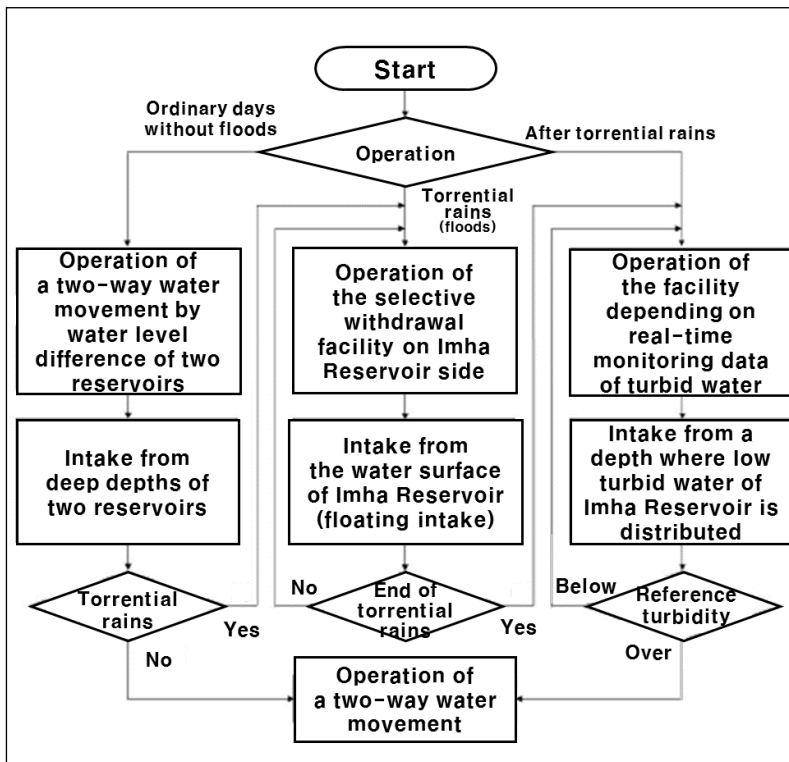 Start
Ordinary days
without floods
After torrential rains
Operation
Torrential
rains
(floods)
Operation of
a two-way water
movement by
water level
difference of two
reservoirs
Operation of
the selective
withdrawal
facility on Imha
Reservoir side
Operation of
the facility
depending on
real-time
monitoring data
of turbid water
Intake from
deep depths of
two reservoirs
Intake from
the water surface
of Imha Reservoir
(floating intake)
Intake from a
depth where low
turbid water of
Imha Reservoir is
distributed
Torrential
rains
Yes
No
No
End of
torrential
rains
Yes
Below
Reference
turbidity
Over
Operation of
a two-way water
movement